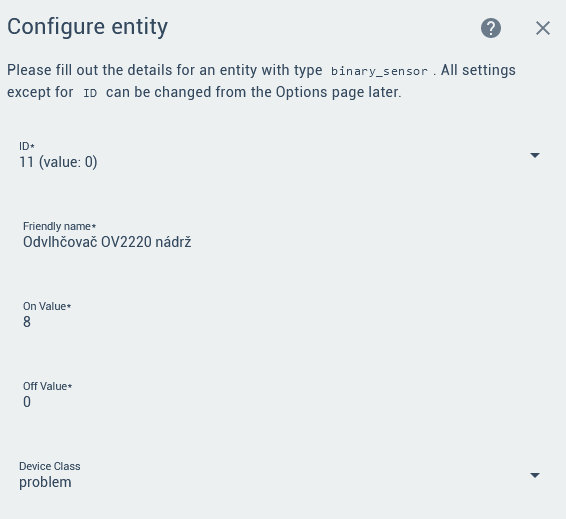 Configure entity
Please fill out the details for an entity with type binary_sensor . All settings
except for ID can be changed from the Options page later.
ID*
11 (value: 0)
Friendly name*
Odvlhčovač OV2220 nádrž
On Value*
8
Off Value*
0
Device Class
problem